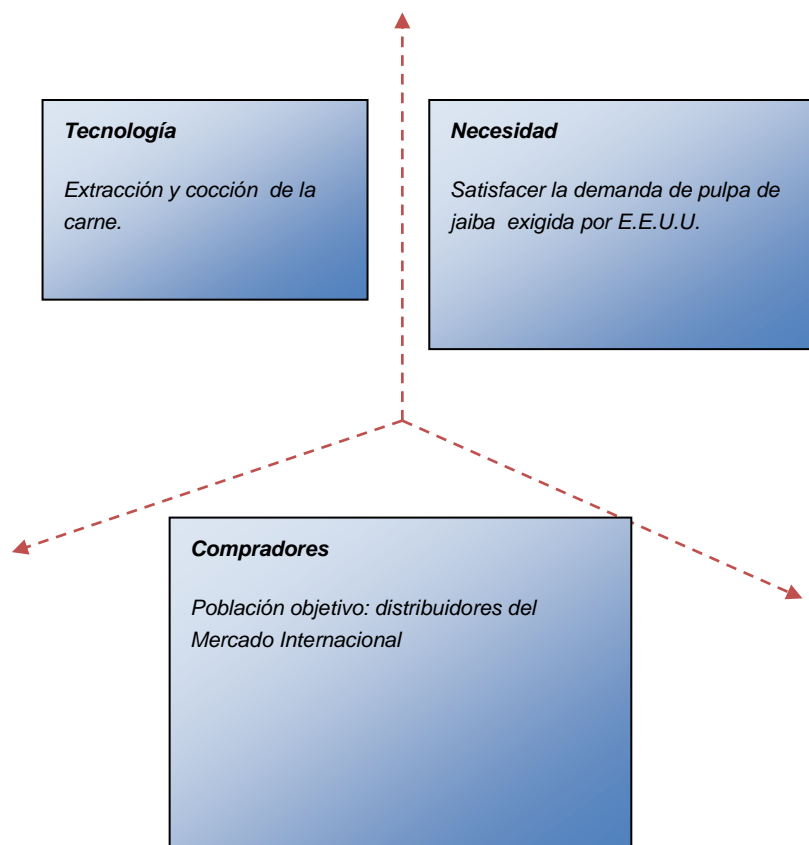 Tecnología
Extracción y cocción de la
carne.
Necesidad
Satisfacer la demanda de pulpa de
jaiba exigida por E.E.U.U.
Compradores
Población objetivo: distribuidores del
Mercado Internacional